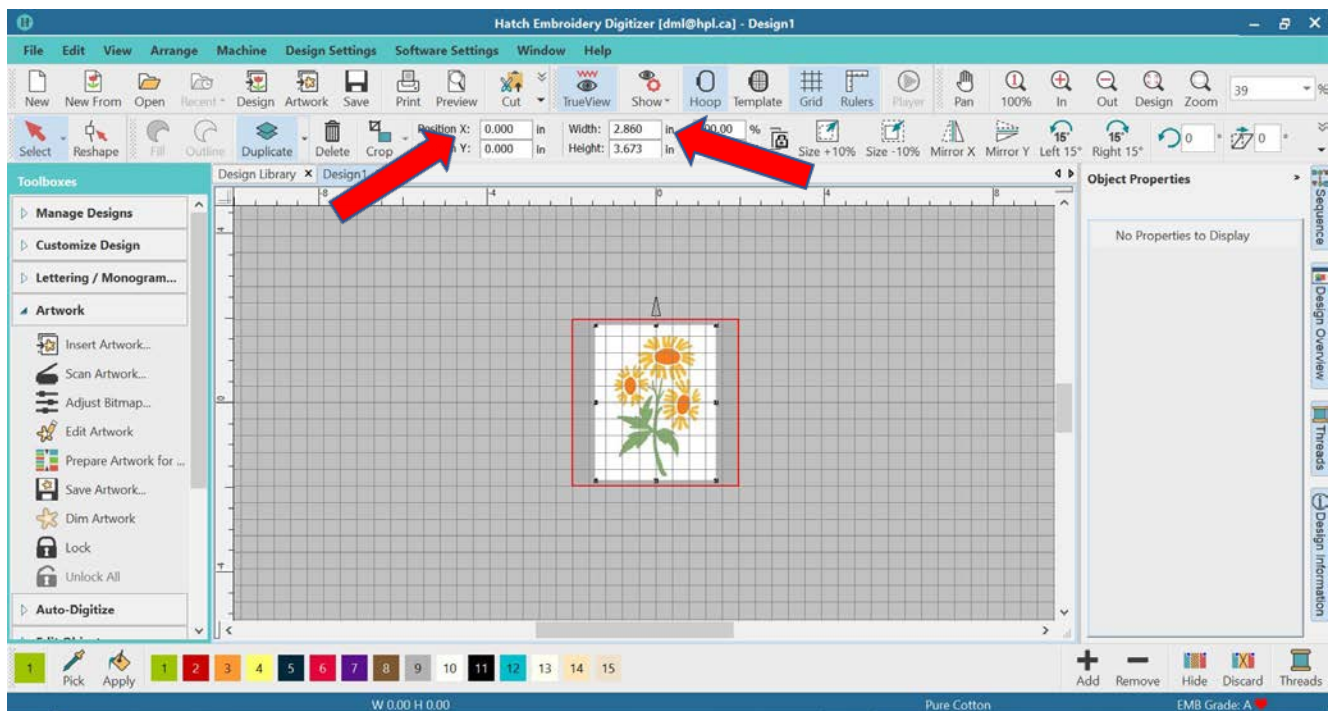 Hatch Embroidery Digitizer [dml@hpl.ca] - Design1
File Edit View Arrange Machine Design Settings Software Settings Window Help
New New From Open Recent Design Artwork Save Print Preview Cut TrueView Show Hoop Template Grid Rulers Player Pan 100% In Out Design Zoom 39 %
Select Reshape Fill Outline Duplicate Delete Crop Position X: 0.000 in Width: 2.860 in % Size +10% Size -10% Mirror X Mirror Y Left 15° Right 15° 0 ° 0 °
Y: 0.000 in Height: 3.673 in
Toolboxes
Design Library × Design1
Object Properties
Manage Designs
Customize Design
Lettering / Monogram...
Artwork
Insert Artwork...
Scan Artwork...
Adjust Bitmap...
Edit Artwork
Prepare Artwork for ...
Save Artwork...
Dim Artwork
Lock
Unlock All
Auto-Digitize
-8 -4 0 4 8
No Properties to Display
Sequence
Design Overview
Threads
Design Information
1 Pick Apply 1 2 3 4 5 6 7 8 9 10 11 12 13 14 15 Add Remove Hide Discard Threads
W 0.00 H 0.00 Pure Cotton EMB Grade: A